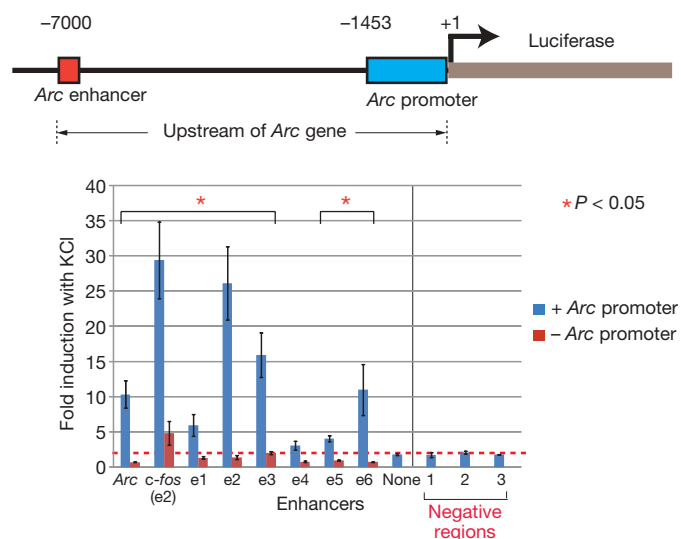 −7000
−1453
+1
Luciferase
Arc enhancer
Arc promoter
Upstream of Arc gene
Fold induction with KCl
40
35
30
25
20
15
10
5
0
*
*
* P < 0.05
+ Arc promoter
− Arc promoter
Arc c-fos e1 e2 e3 e4 e5 e6 None 1 2 3
(e2)
Enhancers
Negative
regions